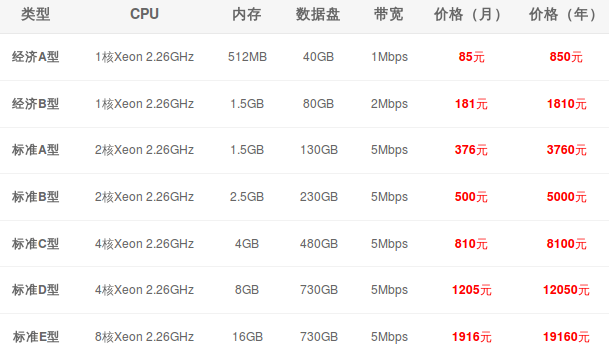 类型 CPU 内存 数据盘 带宽 价格（月） 价格（年）
经济A型 1核Xeon 2.26GHz 512MB 40GB 1Mbps 85元 850元
经济B型 1核Xeon 2.26GHz 1.5GB 80GB 2Mbps 181元 1810元
标准A型 2核Xeon 2.26GHz 1.5GB 130GB 5Mbps 376元 3760元
标准B型 2核Xeon 2.26GHz 2.5GB 230GB 5Mbps 500元 5000元
标准C型 4核Xeon 2.26GHz 4GB 480GB 5Mbps 810元 8100元
标准D型 4核Xeon 2.26GHz 8GB 730GB 5Mbps 1205元 12050元
标准E型 8核Xeon 2.26GHz 16GB 730GB 5Mbps 1916元 19160元